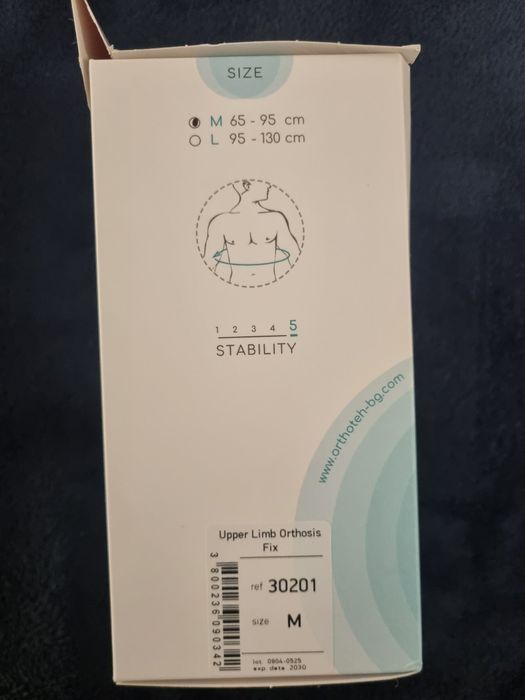 SIZE
M 65 - 95 cm
L 95 - 130 cm
1 2 3 4 5
STABILITY
www.orthoteh-bg.com
Upper Limb Orthosis
Fix
ref 30201
size M
lot. 0904-0525
exp. date 2030
3 800236 090342